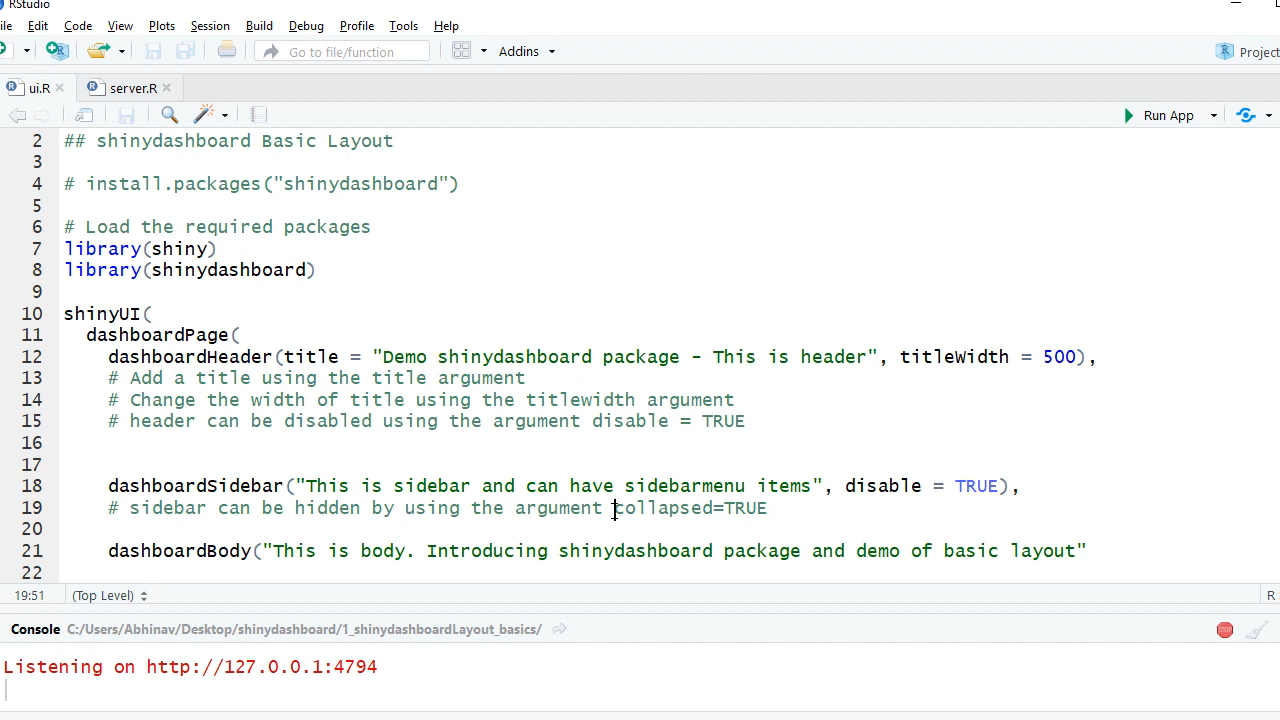 RStudio
ile Edit Code View Plots Session Build Debug Profile Tools Help
Go to file/function Addins Project
ui.R server.R
Run App
2 ## shinydashboard Basic Layout
3
4 # install.packages("shinydashboard")
5
6 # Load the required packages
7 library(shiny)
8 library(shinydashboard)
9
10 shinyUI(
11 dashboardPage(
12 dashboardHeader(title = "Demo shinydashboard package - This is header", titleWidth = 500),
13 # Add a title using the title argument
14 # Change the width of title using the titlewidth argument
15 # header can be disabled using the argument disable = TRUE
16
17
18 dashboardSidebar("This is sidebar and can have sidebarmenu items", disable = TRUE),
19 # sidebar can be hidden by using the argument collapsed=TRUE
20
21 dashboardBody("This is body. Introducing shinydashboard package and demo of basic layout"
22
19:51 (Top Level) R
Console C:/Users/Abhinav/Desktop/shinydashboard/1_shinydashboardLayout_basics/
STOP
Listening on http://127.0.0.1:4794